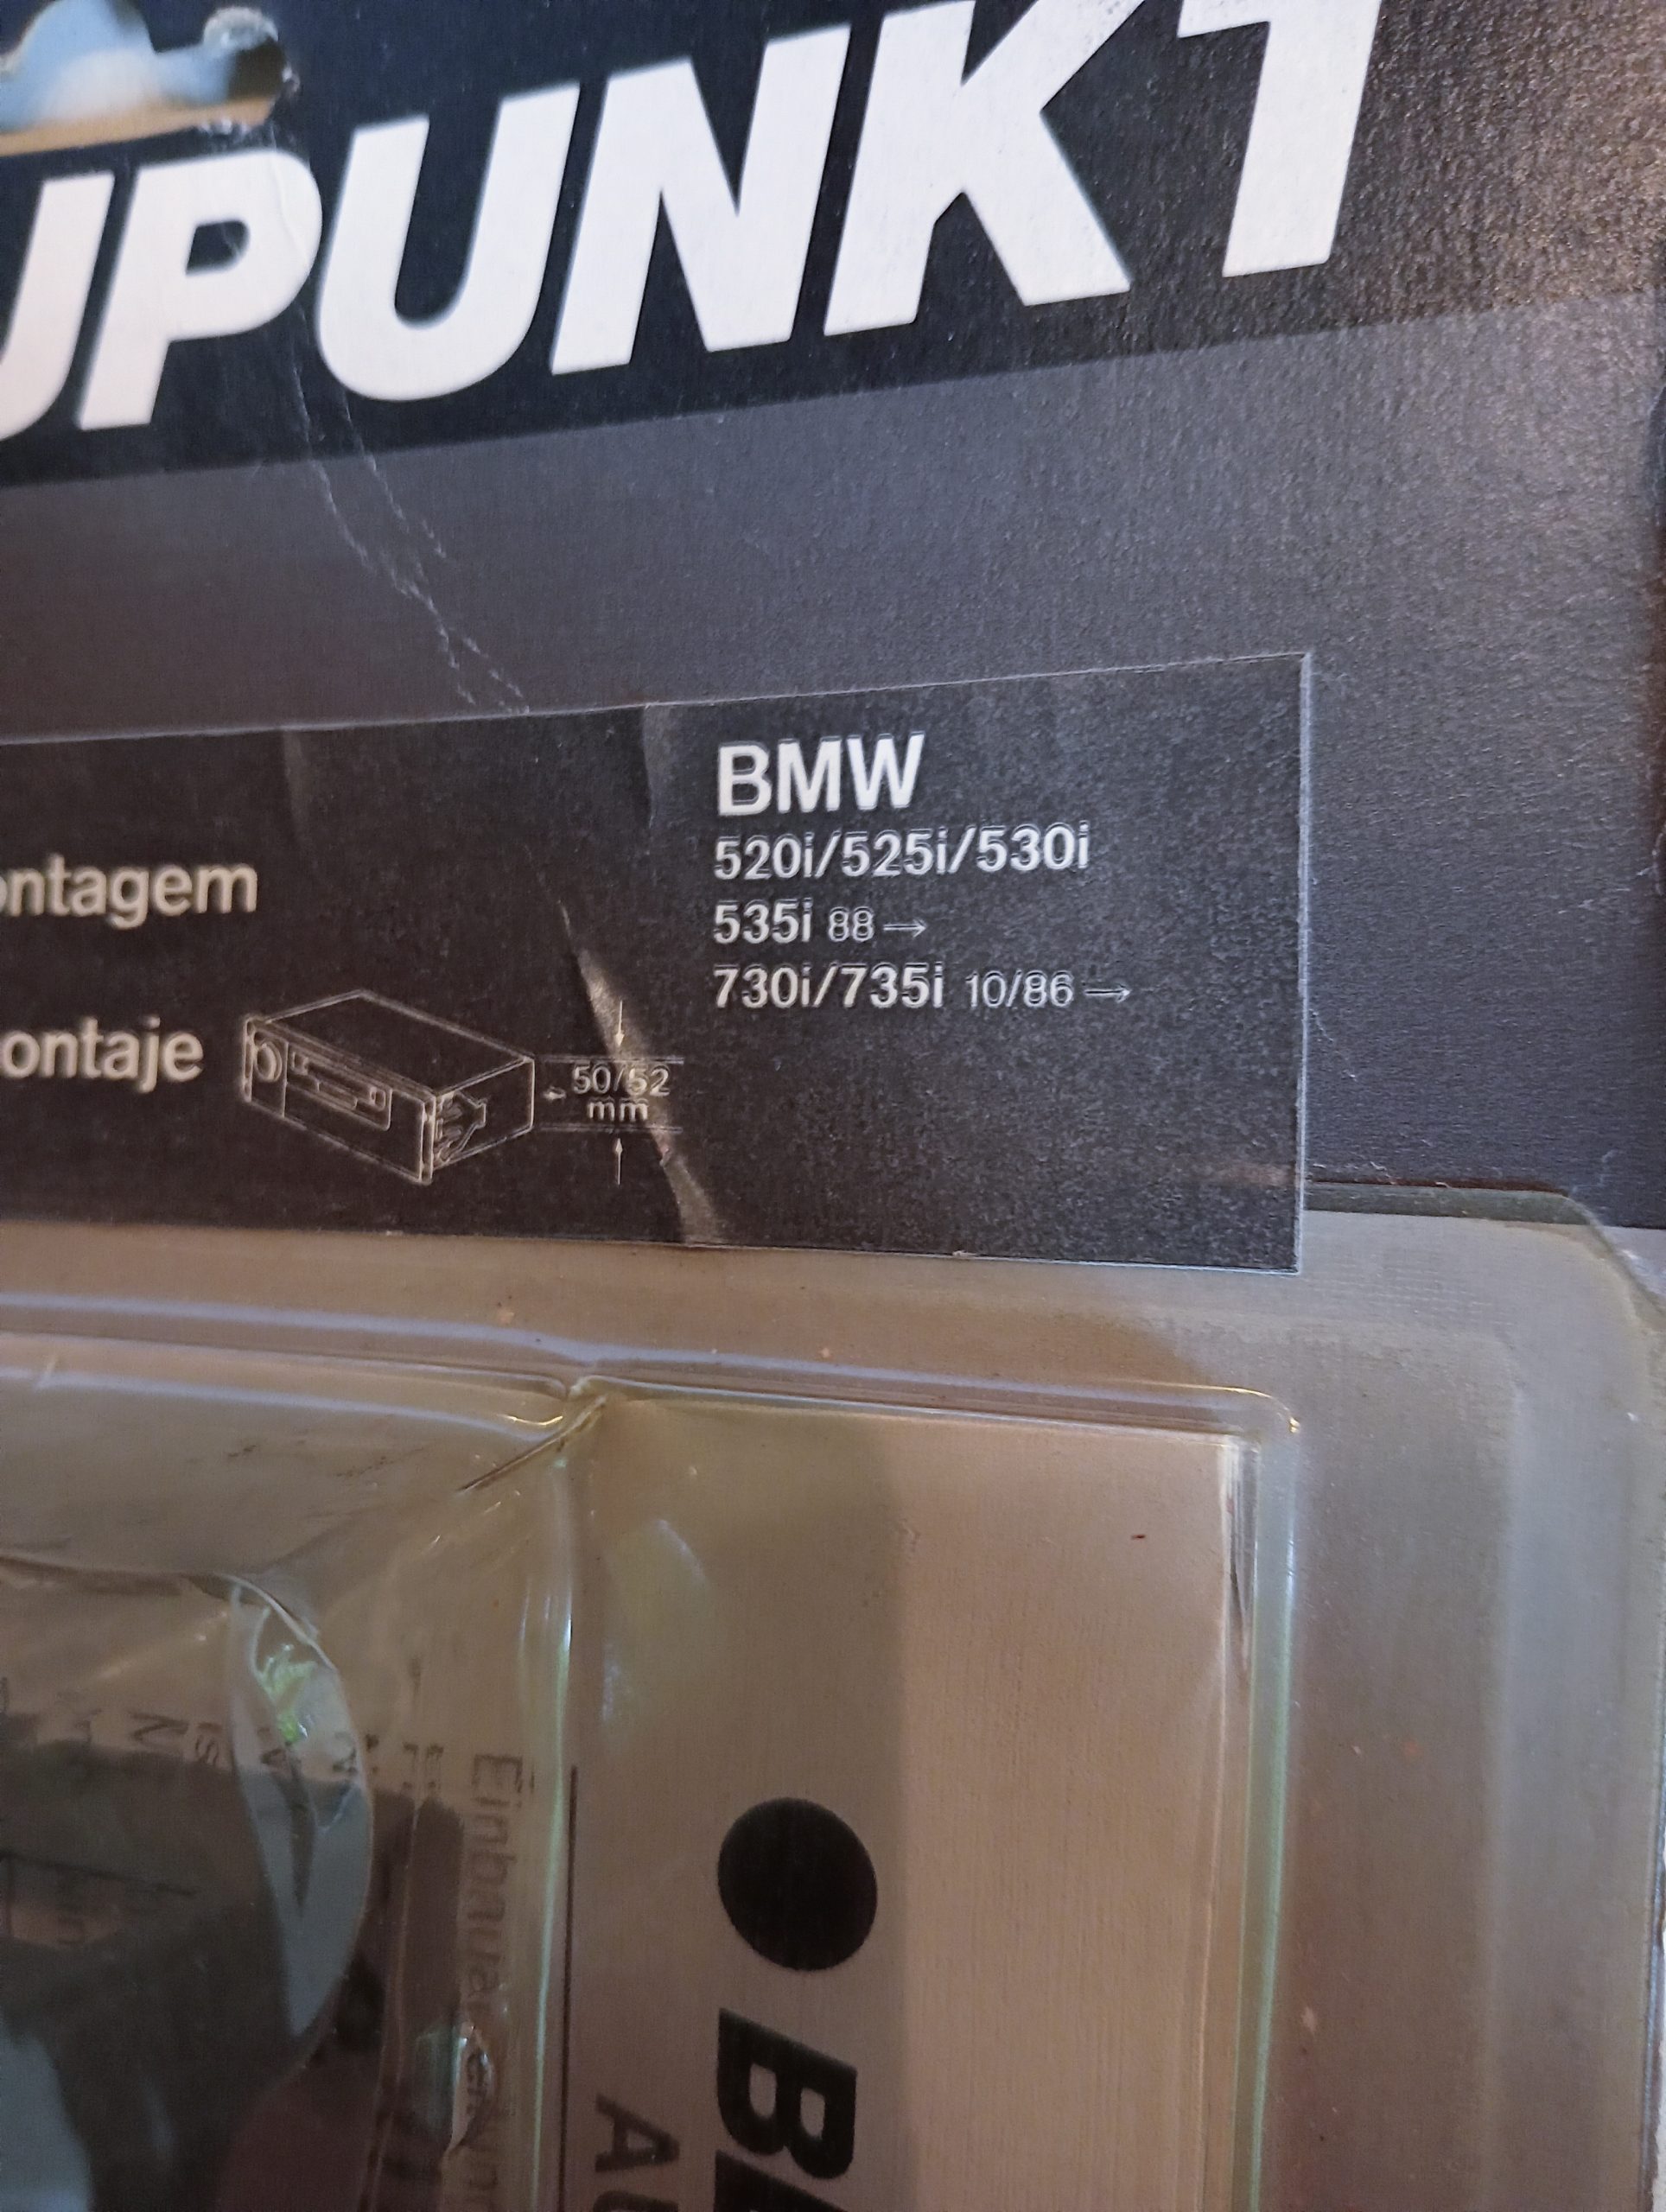 UPUNKT
BMW
520i/525i/530i
ontagem
535i 88→
730i/735i 10/86→
ontaje
50/52
mm